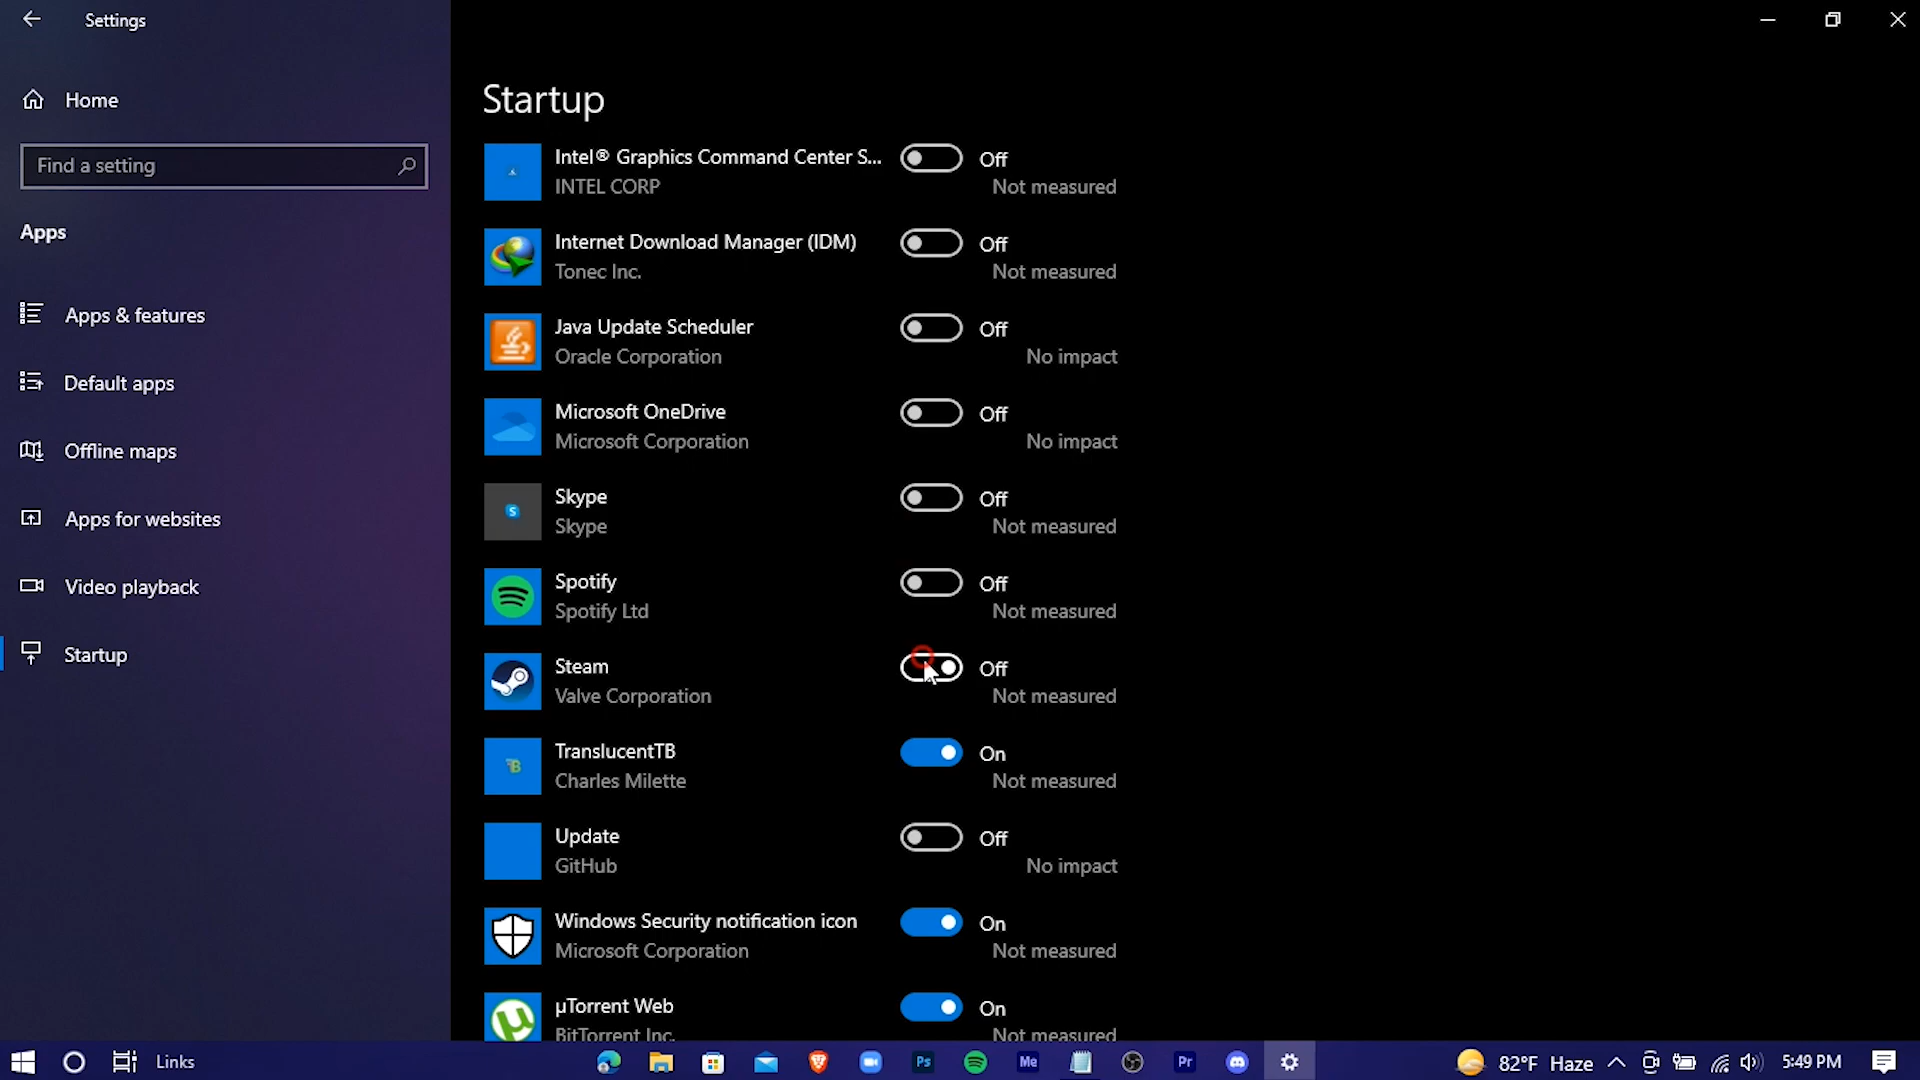 Settings
Home
Find a setting
Apps
Apps & features
Default apps
Offline maps
Apps for websites
Video playback
Startup
Startup
Intel® Graphics Command Center S... Off
INTEL CORP Not measured
Internet Download Manager (IDM) Off
Tonec Inc. Not measured
Java Update Scheduler Off
Oracle Corporation No impact
Microsoft OneDrive Off
Microsoft Corporation No impact
Skype Off
Skype Not measured
Spotify Off
Spotify Ltd Not measured
Steam Off
Valve Corporation Not measured
TranslucentTB On
Charles Milette Not measured
Update Off
GitHub No impact
Windows Security notification icon On
Microsoft Corporation Not measured
µTorrent Web On
BitTorrent Inc. Not measured
Links Ps Me Pr 82°F Haze 5:49 PM